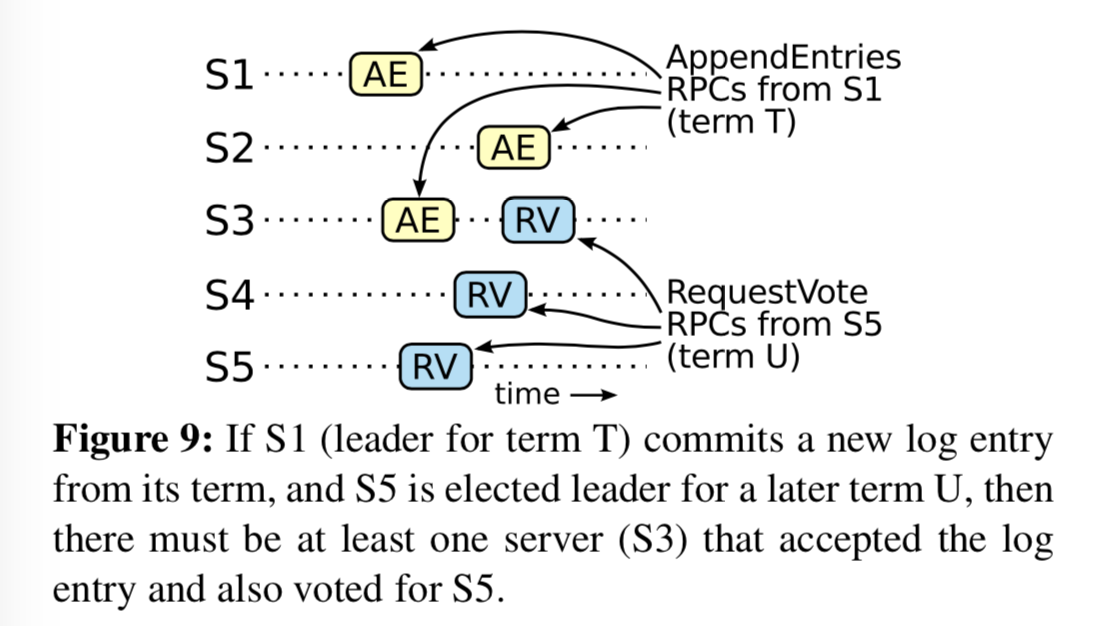 S1 AE AppendEntries
RPCs from S1
(term T)
S2 AE
S3 AE RV
S4 RV RequestVote
RPCs from S5
(term U)
S5 RV
time
Figure 9: If S1 (leader for term T) commits a new log entry
from its term, and S5 is elected leader for a later term U, then
there must be at least one server (S3) that accepted the log
entry and also voted for S5.